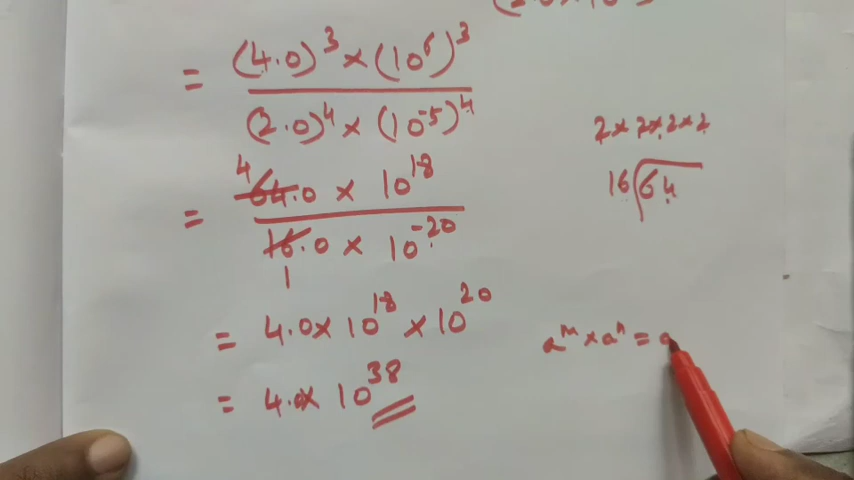 = (4.0)³ × (10⁶)³
(2.0)⁴ × (10⁻⁵)⁴
2×2×2×2
= 4 64.0 × 10¹⁸
16.0 × 10⁻²⁰
1
16 64
= 4.0× 10¹⁸ × 10²⁰
aᵐ × aⁿ = a
= 4.0× 10³⁸